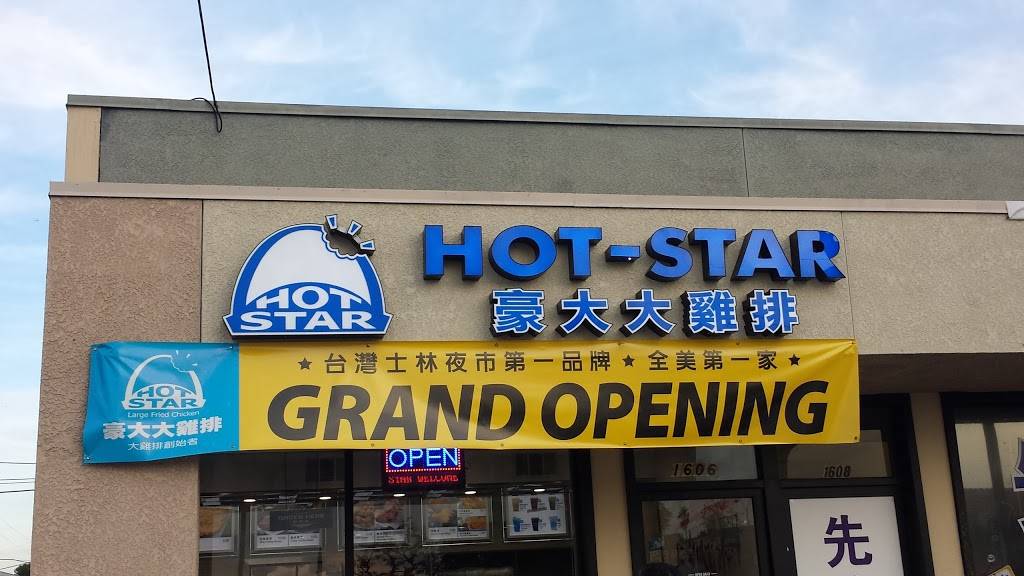 HOT
STAR
HOT-STAR
豪大大雞排
HOT
STAR
Large Fried Chicken
豪大大雞排
大雞排創始者
★台灣士林夜市第一品牌★全美第一家★
GRAND OPENING
OPEN
STAR WELCOME
1606
1608
先